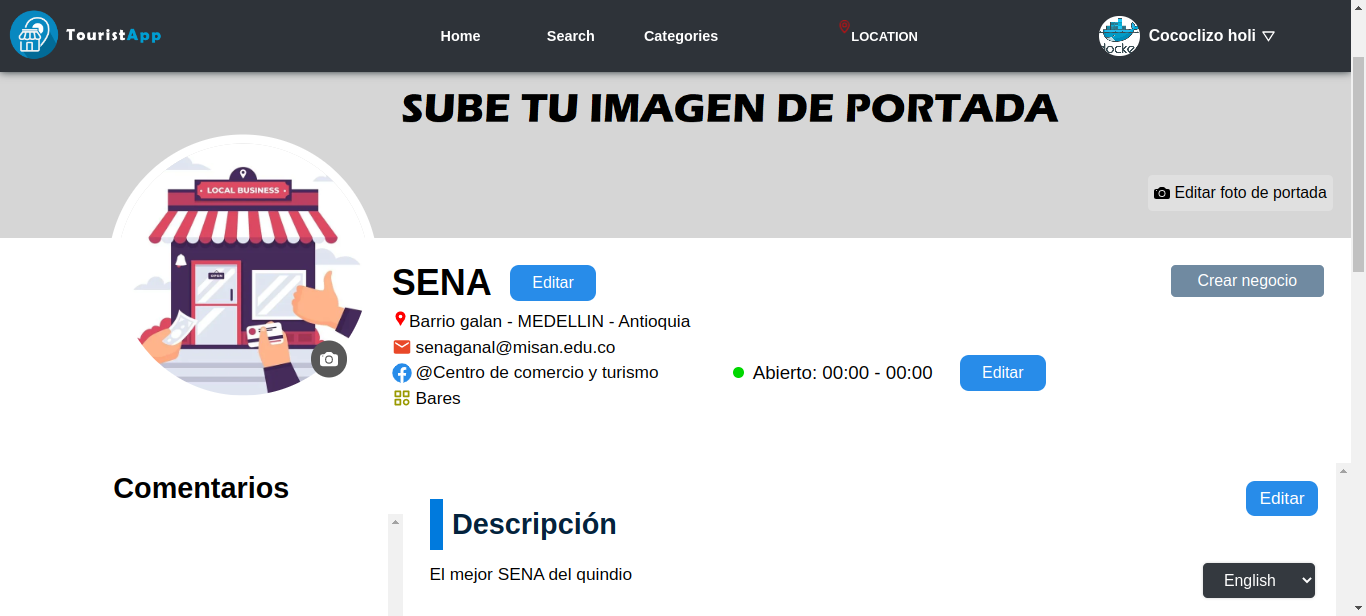 TouristApp
Home
Search
Categories
LOCATION
docke
Cococlizo holi
SUBE TU IMAGEN DE PORTADA
LOCAL BUSINESS
OPEN
Editar foto de portada
SENA
Editar
Crear negocio
Barrio galan - MEDELLIN - Antioquia
senaganal@misan.edu.co
@Centro de comercio y turismo
Abierto: 00:00 - 00:00
Editar
Bares
Comentarios
Editar
Descripción
El mejor SENA del quindio
English